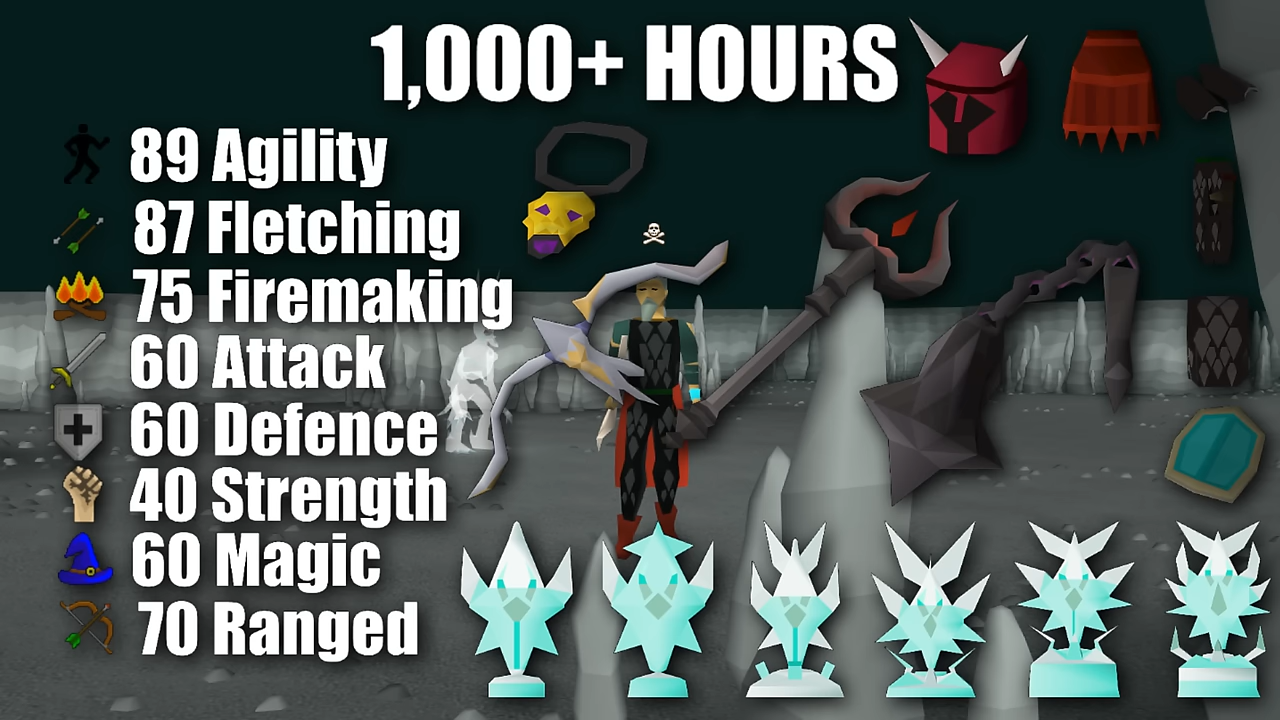 1,000+ HOURS
89 Agility
87 Fletching
75 Firemaking
60 Attack
60 Defence
40 Strength
60 Magic
70 Ranged